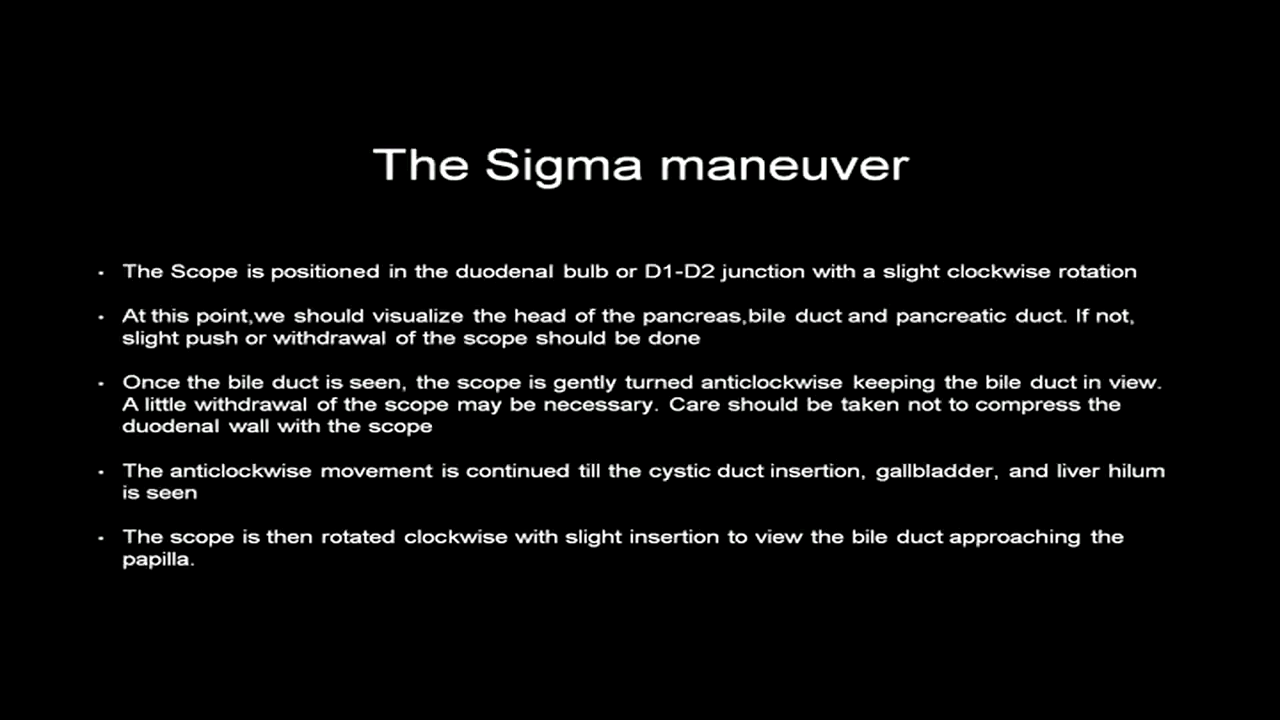 The Sigma maneuver
• The Scope is positioned in the duodenal bulb or D1-D2 junction with a slight clockwise rotation
• At this point,we should visualize the head of the pancreas,bile duct and pancreatic duct. If not,
slight push or withdrawal of the scope should be done
• Once the bile duct is seen, the scope is gently turned anticlockwise keeping the bile duct in view.
A little withdrawal of the scope may be necessary. Care should be taken not to compress the
duodenal wall with the scope
• The anticlockwise movement is continued till the cystic duct insertion, gallbladder, and liver hilum
is seen
• The scope is then rotated clockwise with slight insertion to view the bile duct approaching the
papilla.